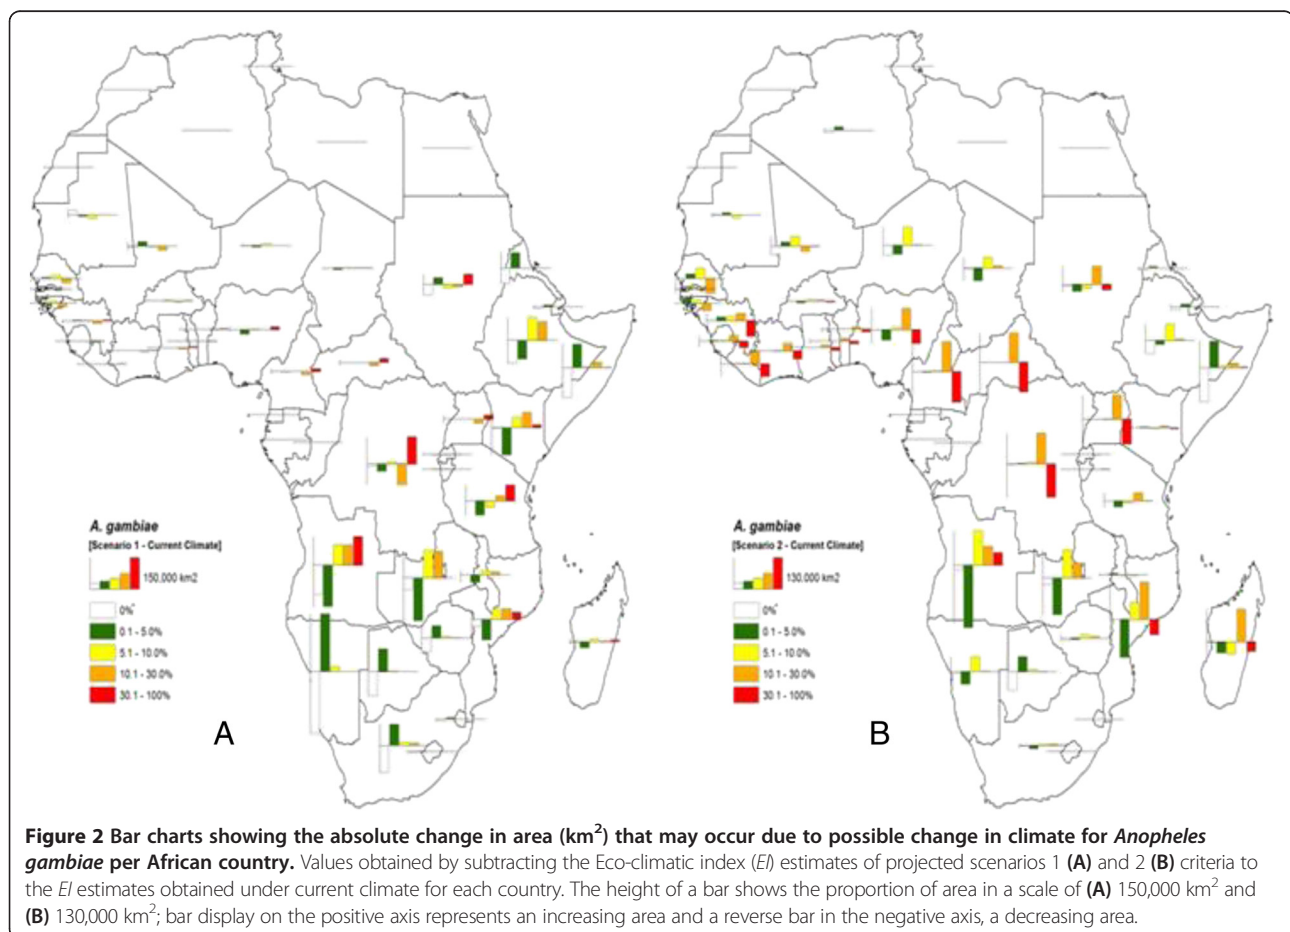 A. gambiae
[Scenario 1 - Current Climate]
150,000 km2
0%*
0.1 - 5.0%
5.1 - 10.0%
10.1 - 30.0%
30.1 - 100%
A
A. gambiae
[Scenario 2 - Current Climate]
130,000 km2
0%*
0.1 - 5.0%
5.1 - 10.0%
10.1 - 30.0%
30.1 - 100%
B
Figure 2 Bar charts showing the absolute change in area (km²) that may occur due to possible change in climate for Anopheles
gambiae per African country. Values obtained by subtracting the Eco-climatic index (EI) estimates of projected scenarios 1 (A) and 2 (B) criteria to
the EI estimates obtained under current climate for each country. The height of a bar shows the proportion of area in a scale of (A) 150,000 km² and
(B) 130,000 km²; bar display on the positive axis represents an increasing area and a reverse bar in the negative axis, a decreasing area.